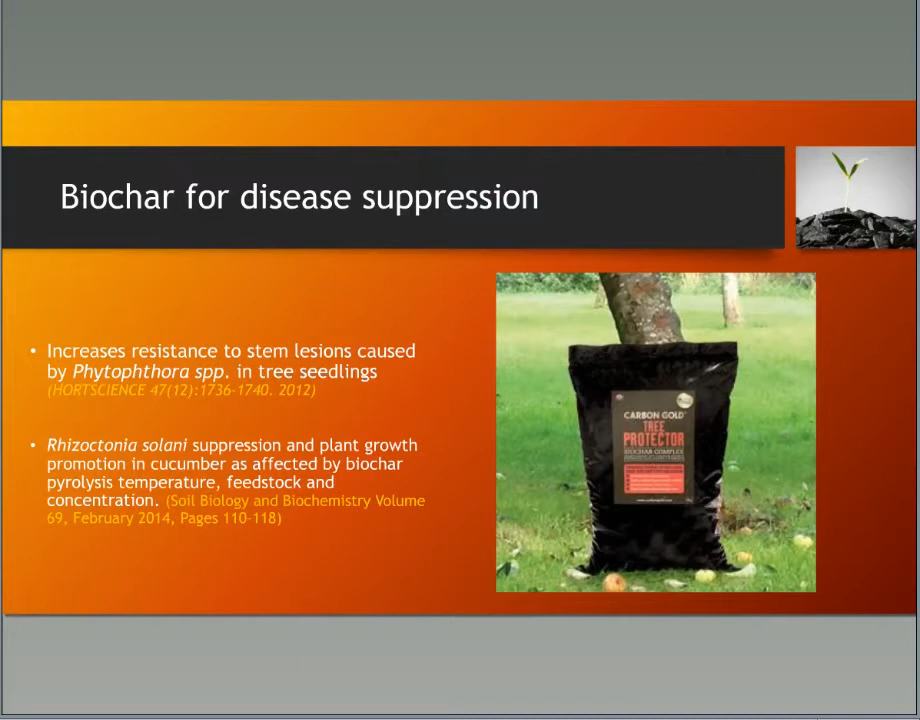 Biochar for disease suppression
• Increases resistance to stem lesions caused
by Phytophthora spp. in tree seedlings
(HORTSCIENCE 47(12):1736-1740. 2012)
• Rhizoctonia solani suppression and plant growth
promotion in cucumber as affected by biochar
pyrolysis temperature, feedstock and
concentration. (Soil Biology and Biochemistry Volume
69, February 2014, Pages 110-118)
CARBON GOLD
TREE
PROTECTOR
BIOCHAR COMPLEX